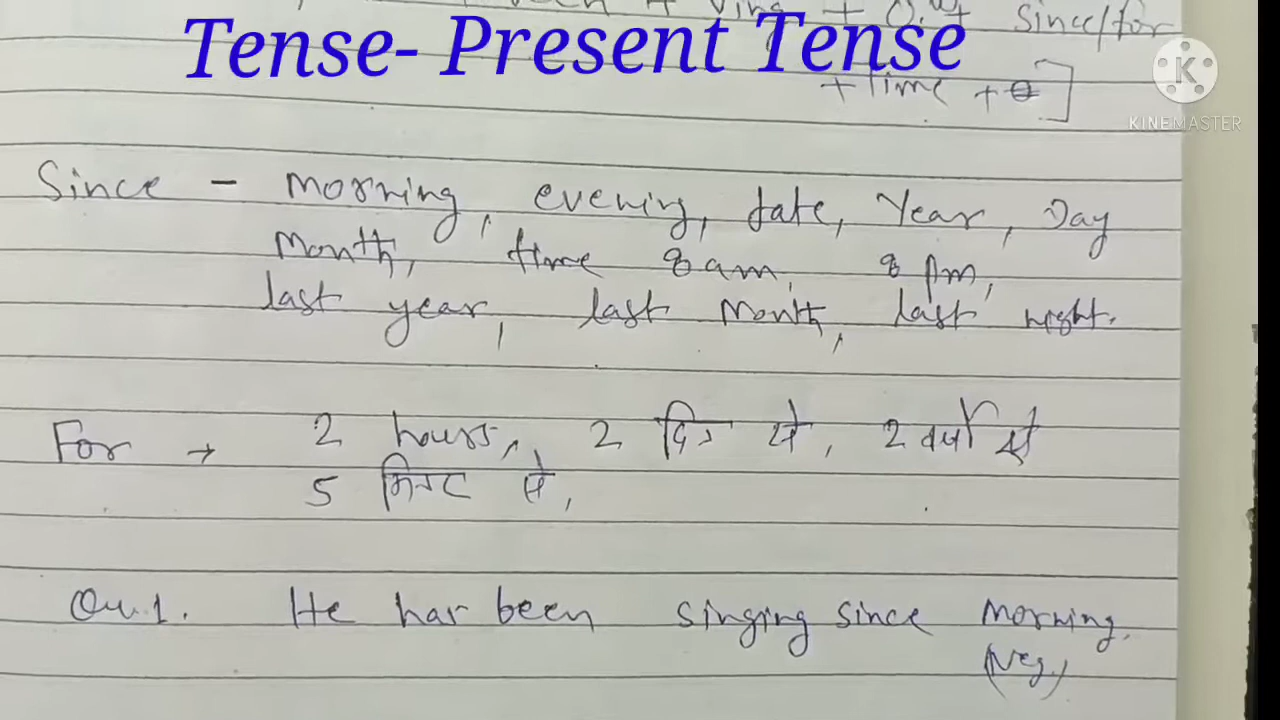 + Ving + O.w. since/for
Tense- Present Tense
+ Time + ]
KINEMASTER
Since - Morning, evening, date, Year, Day
Month, time 8 am, 8 pm,
last year, last Month, last night.
For → 2 hours, 2 दिन से, 2 वर्षो से
5 मिनट से,
Qu.1. He has been singing since morning.
(Neg.)